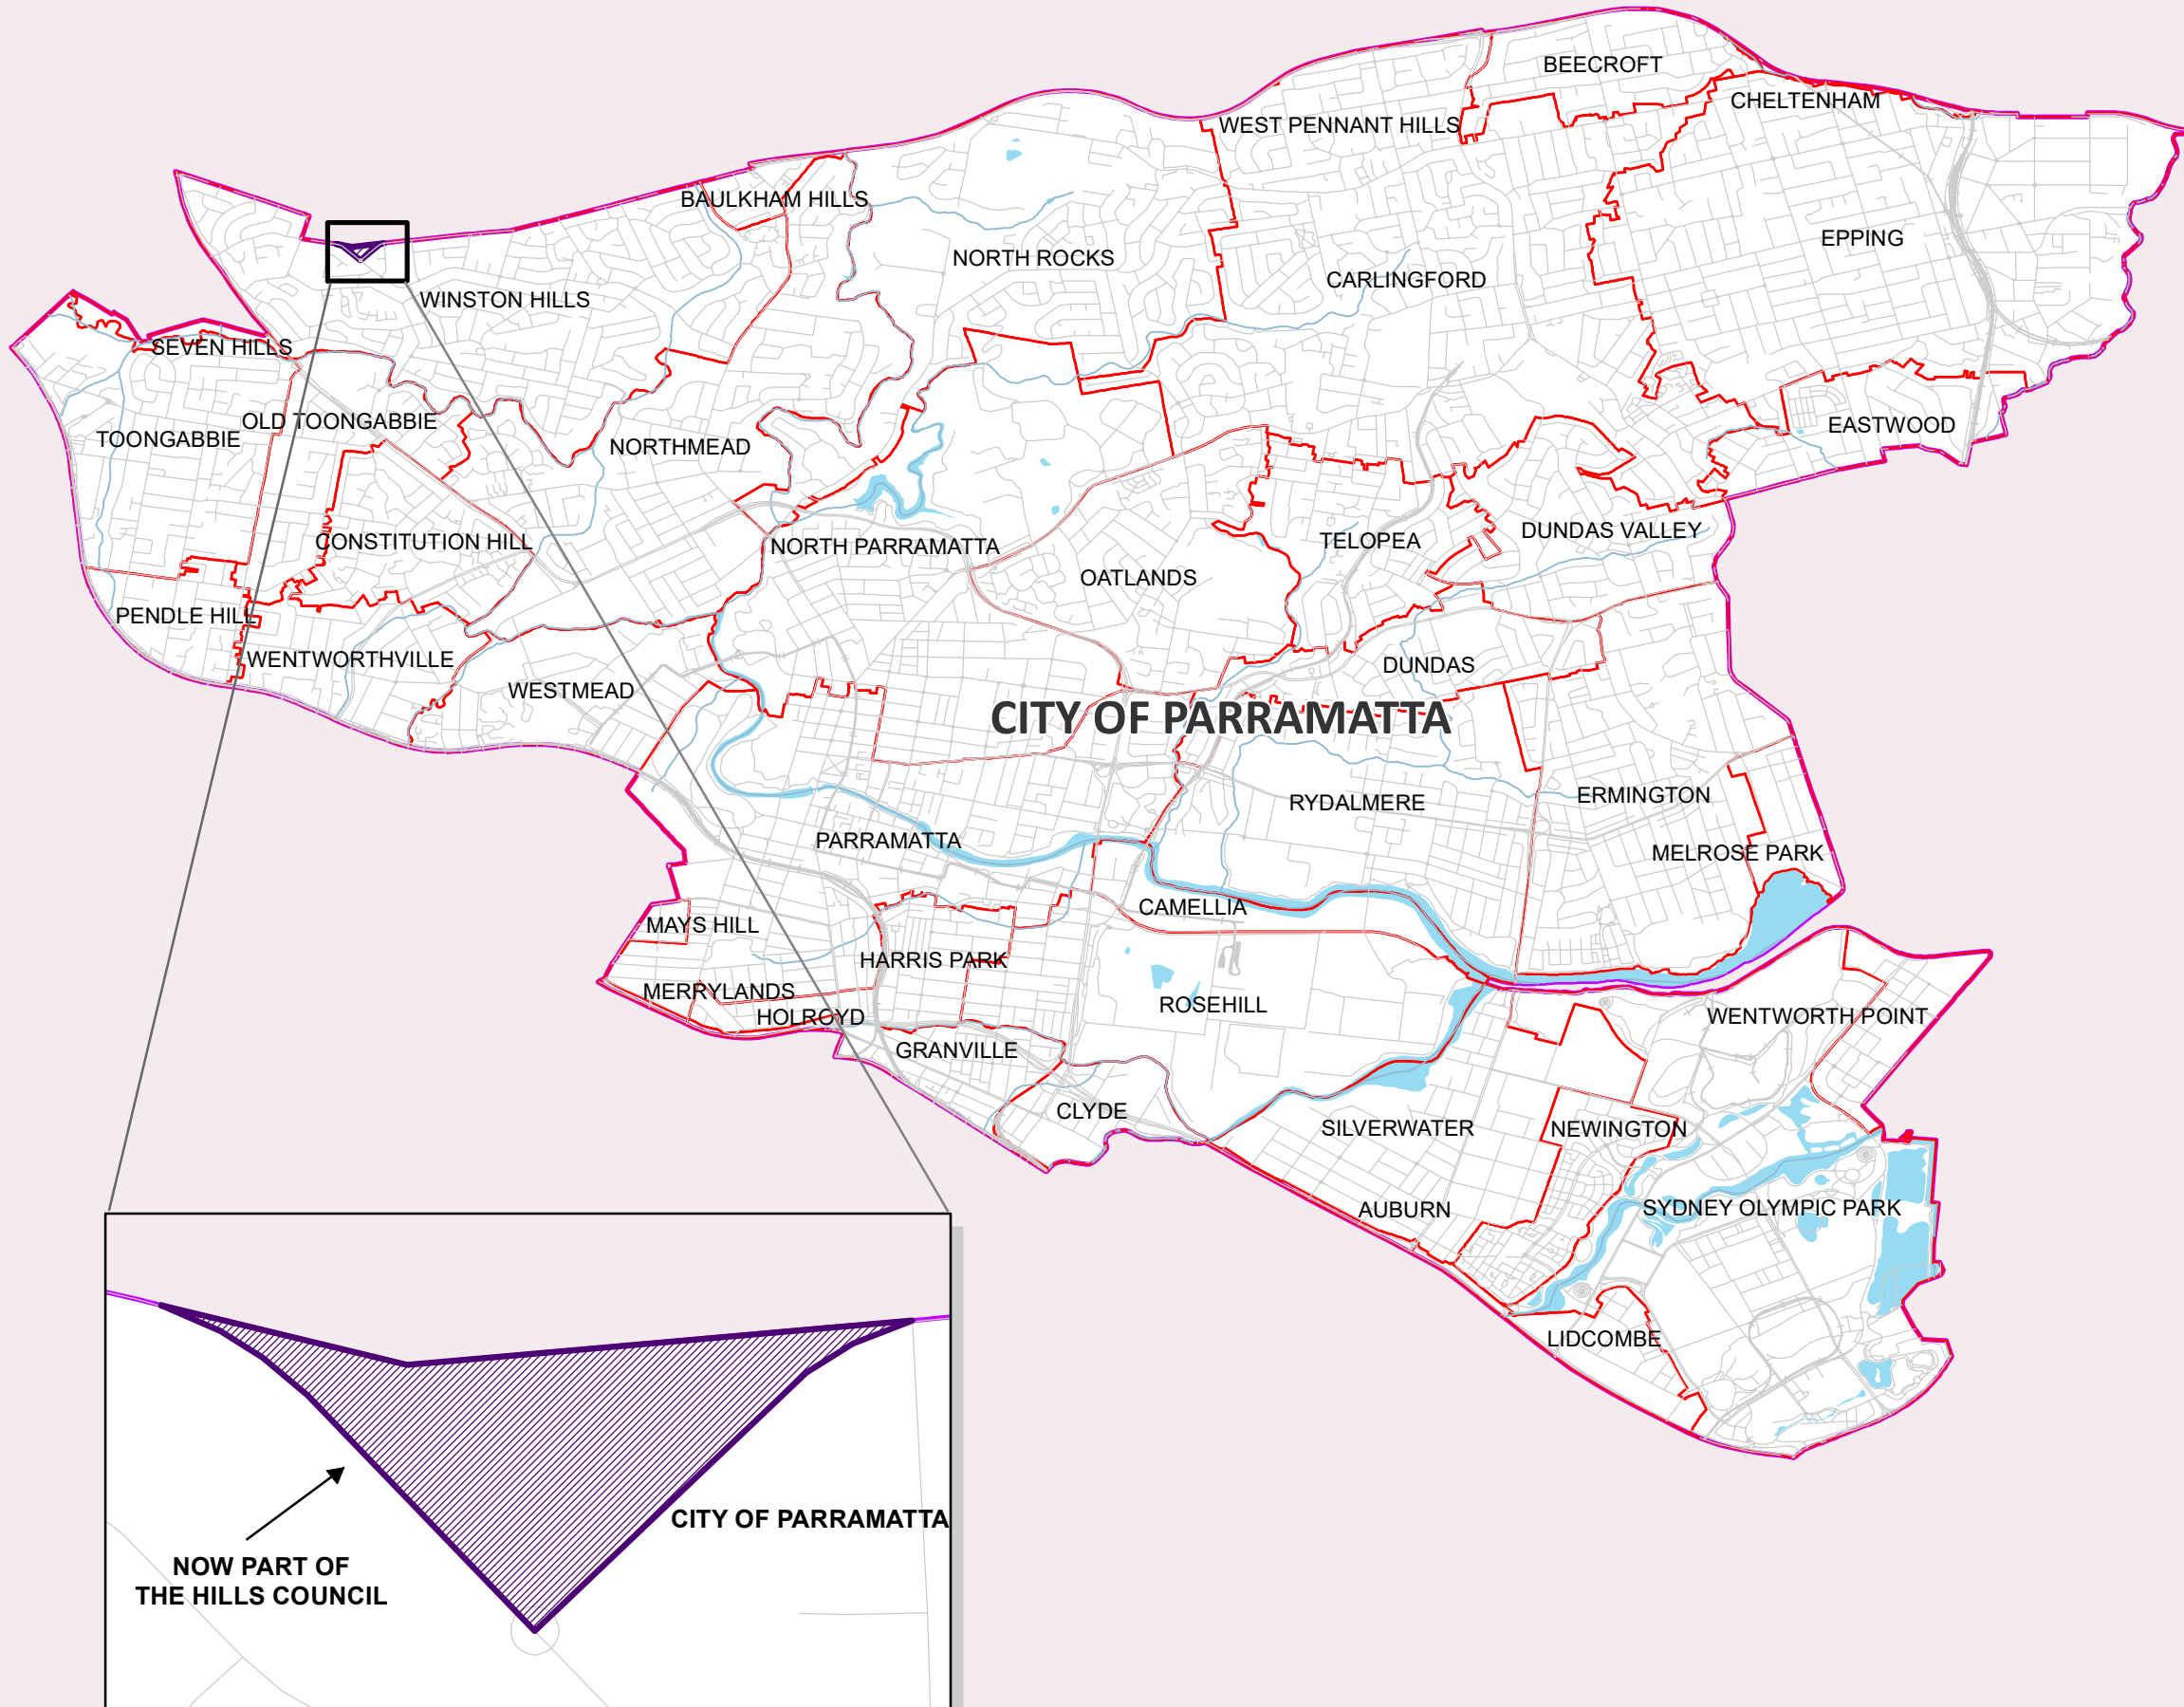 BEECROFT
CHELTENHAM
WEST PENNANT HILLS
BAULKHAM HILLS
EPPING
NORTH ROCKS
CARLINGFORD
WINSTON HILLS
SEVEN HILLS
OLD TOONGABBIE
EASTWOOD
TOONGABBIE
NORTHMEAD
DUNDAS VALLEY
CONSTITUTION HILL
TELOPEA
NORTH PARRAMATTA
OATLANDS
PENDLE HILL
WENTWORTHVILLE
DUNDAS
WESTMEAD
CITY OF PARRAMATTA
ERMINGTON
RYDALMERE
PARRAMATTA
MELROSE PARK
CAMELLIA
MAYS HILL
HARRIS PARK
MERRYLANDS
ROSEHILL
HOLROYD
WENTWORTH POINT
GRANVILLE
CLYDE
SILVERWATER
NEWINGTON
SYDNEY OLYMPIC PARK
AUBURN
LIDCOMBE
CITY OF PARRAMATTA
NOW PART OF
THE HILLS COUNCIL